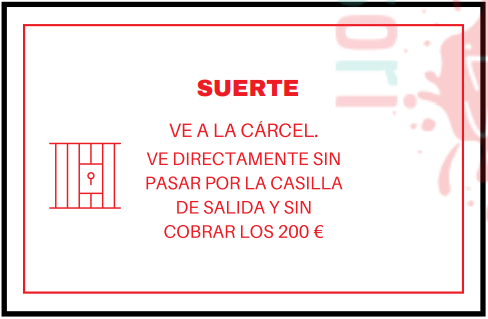 SUERTE
VE A LA CÁRCEL.
VE DIRECTAMENTE SIN
PASAR POR LA CASILLA
DE SALIDA Y SIN
COBRAR LOS 200 €